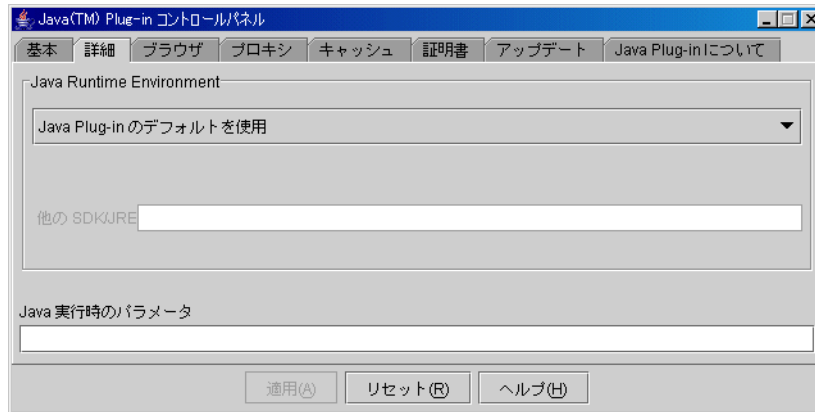 Java(TM) Plug-in コントロールパネル
基本 詳細 ブラウザ プロキシ キャッシュ 証明書 アップデート Java Plug-in について
Java Runtime Environment
Java Plug-in のデフォルトを使用
他の SDK/JRE
Java 実行時のパラメータ
適用(A) リセット(R) ヘルプ(H)